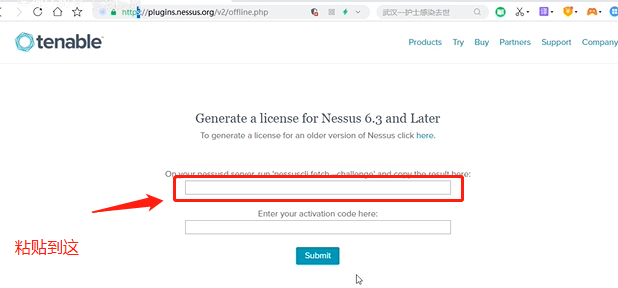 https://plugins.nessus.org/v2/offline.php
武汉一护士感染去世
tenable
Products Try Buy Partners Support Company
Generate a license for Nessus 6.3 and Later
To generate a license for an older version of Nessus click here.
On your nessusd server, run 'nessuscli fetch --challenge' and copy the result here:
Enter your activation code here:
粘贴到这
Submit